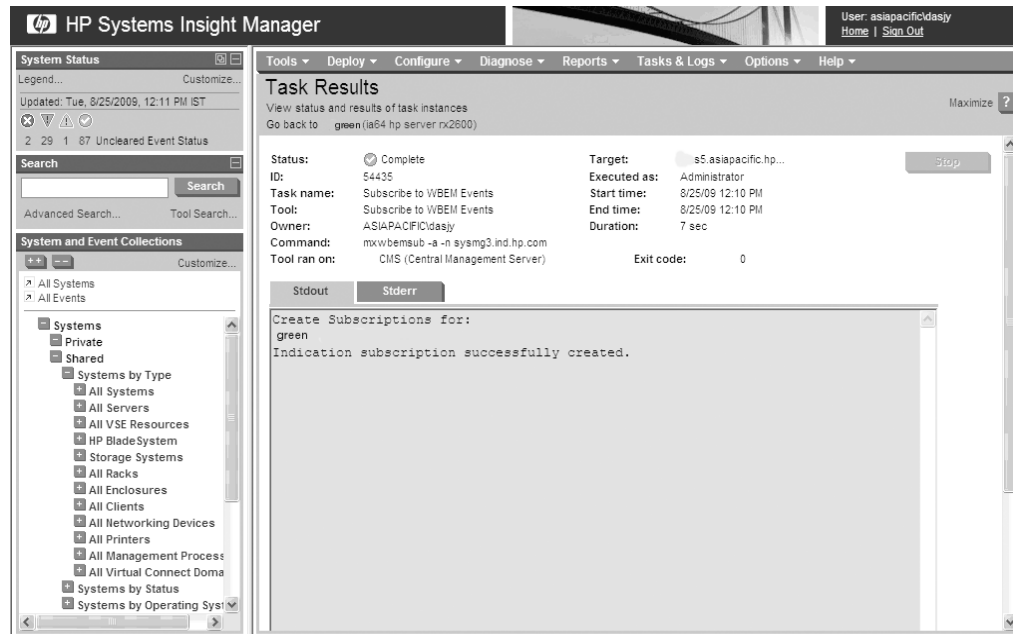 hp HP Systems Insight Manager
User: asiapacific\dasjy
Home | Sign Out
System Status
Legend... Customize...
Updated: Tue, 8/25/2009, 12:11 PM IST
2 29 1 87 Uncleared Event Status
Search
Search
Advanced Search... Tool Search...
System and Event Collections
++ -- Customize...
All Systems
All Events
Systems
Private
Shared
Systems by Type
All Systems
All Servers
All VSE Resources
HP BladeSystem
Storage Systems
All Racks
All Enclosures
All Clients
All Networking Devices
All Printers
All Management Process
All Virtual Connect Doma
Systems by Status
Systems by Operating Syst
Tools Deploy Configure Diagnose Reports Tasks & Logs Options Help
Task Results
View status and results of task instances
Go back to green (ia64 hp server rx2600)
Maximize ?
Status: Complete Target: s5.asiapacific.hp...
Stop
ID: 54435 Executed as: Administrator
Task name: Subscribe to WBEM Events Start time: 8/25/09 12:10 PM
Tool: Subscribe to WBEM Events End time: 8/25/09 12:10 PM
Owner: ASIAPACIFIC\dasjy Duration: 7 sec
Command: mxwbemsub -a -n sysmg3.ind.hp.com
Tool ran on: CMS (Central Management Server) Exit code: 0
Stdout Stderr
Create Subscriptions for:
green
Indication subscription successfully created.